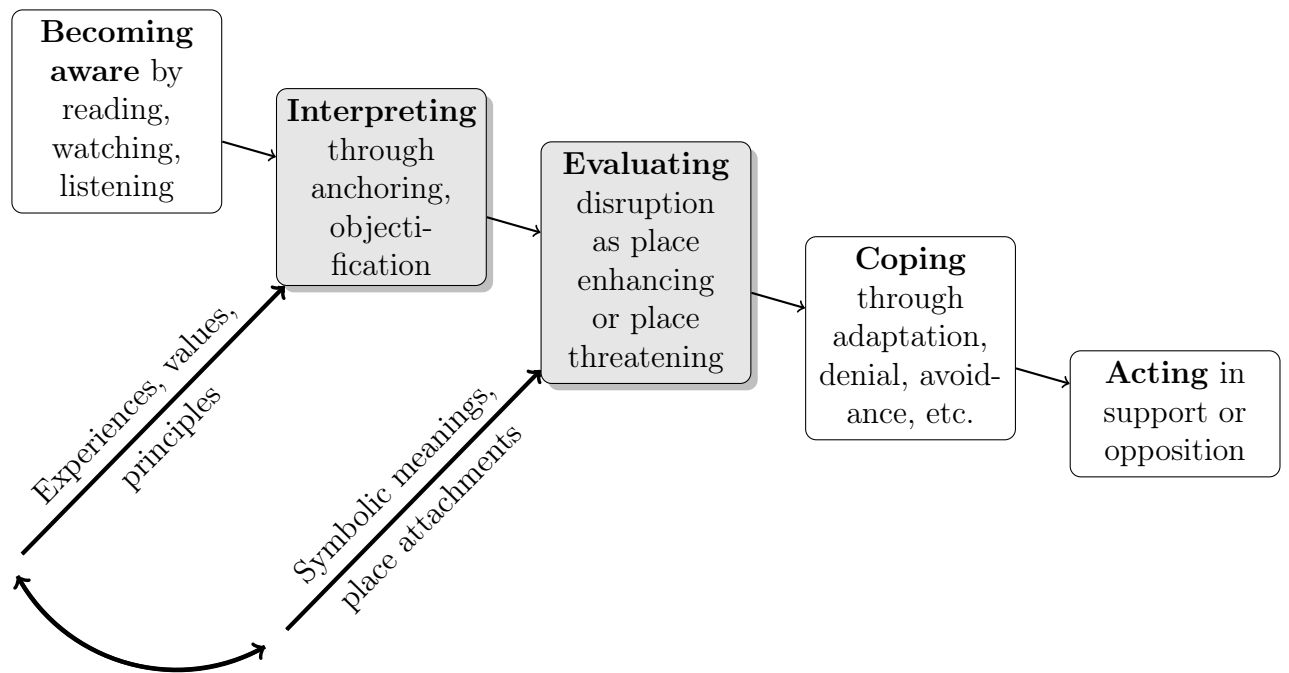 Becoming
aware by
reading,
watching,
listening
Interpreting
through
anchoring,
objecti-
fication
Evaluating
disruption
as place
enhancing
or place
threatening
Coping
through
adaptation,
denial, avoid-
ance, etc.
Acting in
support or
opposition
Experiences, values,
principles
Symbolic meanings,
place attachments